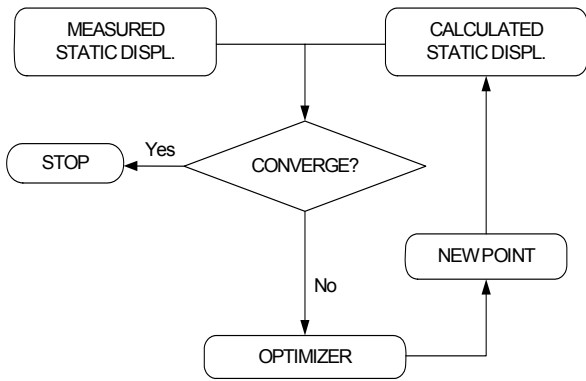 MEASURED
STATIC DISPL.
CALCULATED
STATIC DISPL.
Yes
STOP
CONVERGE?
NEW POINT
No
OPTIMIZER